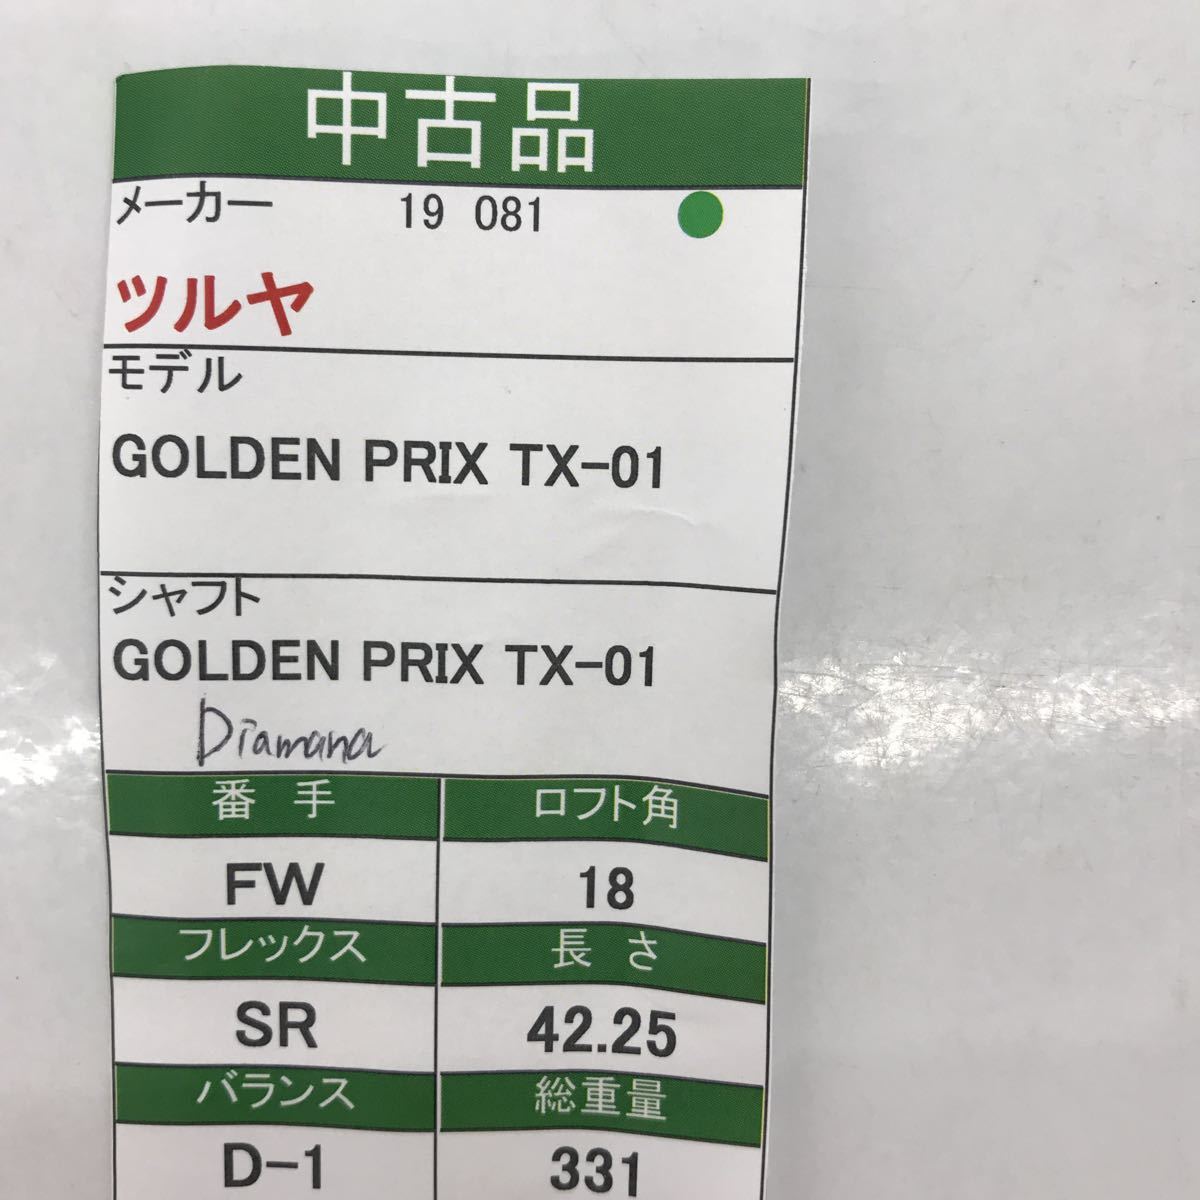 中古品
メーカー 19 081
ツルヤ
モデル
GOLDEN PRIX TX-01
シャフト
GOLDEN PRIX TX-01
Diamana
番 手 ロフト角
FW 18
フレックス 長 さ
SR 42.25
バランス 総重量
D-1 331